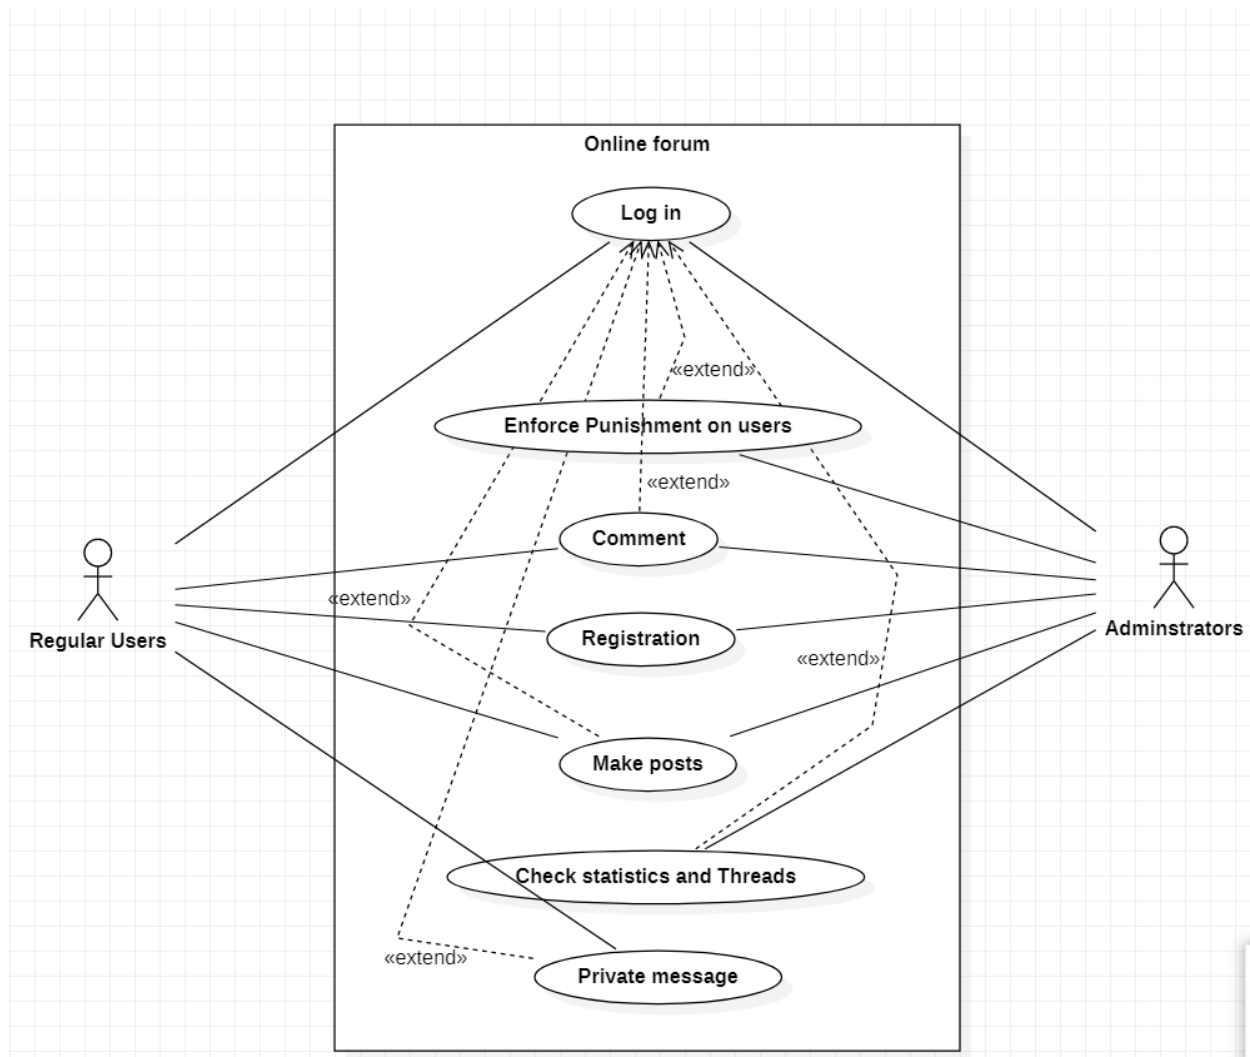 Online forum
Log in
«extend»
Enforce Punishment on users
«extend»
Comment
«extend»
Registration
Regular Users
Adminstrators
«extend»
Make posts
Check statistics and Threads
«extend»
Private message